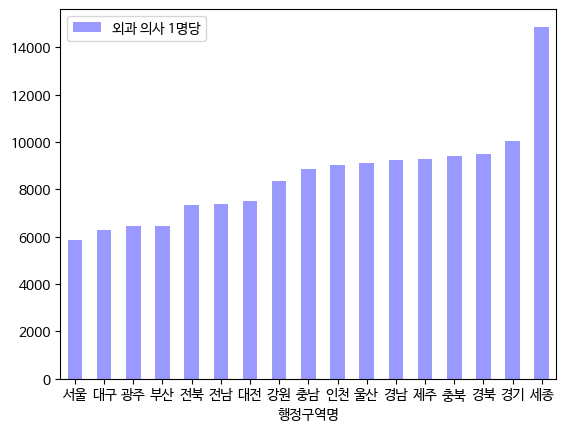 외과 의사 1명당
14000
12000
10000
8000
6000
4000
2000
0
서울 대구 광주 부산 전북 전남 대전 강원 충남 인천 울산 경남 제주 충북 경북 경기 세종
행정구역명